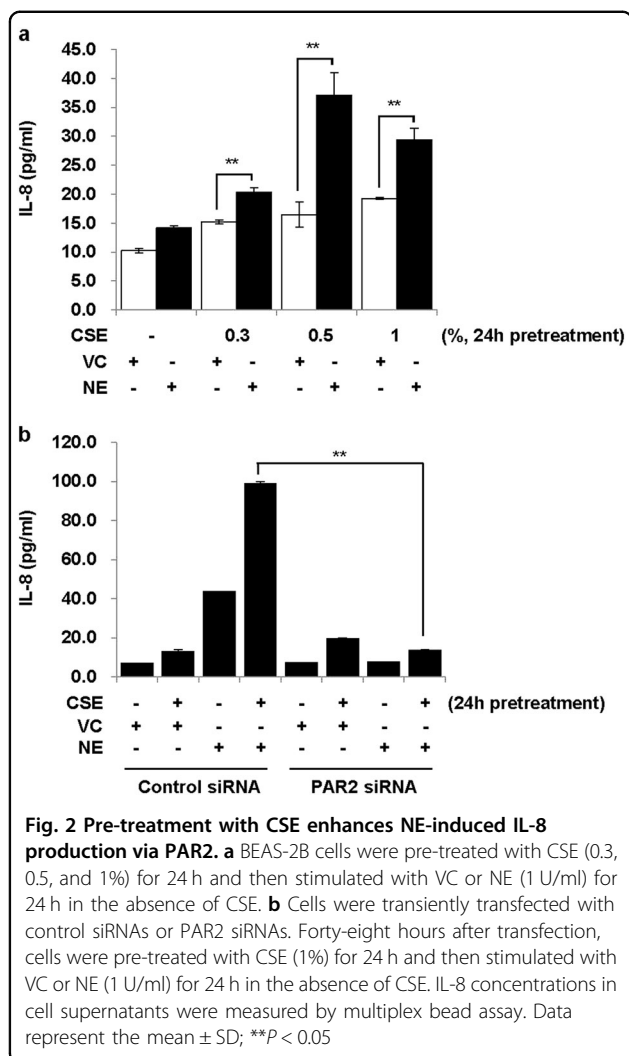 a
45.0
40.0
35.0
30.0
25.0
20.0
15.0
10.0
5.0
0.0
IL-8 (pg/ml)
**
**
**
CSE - 0.3 0.5 1 (%, 24h pretreatment)
VC + - + - + - + -
NE - + - + - + - +
b
120.0
100.0
80.0
60.0
40.0
20.0
0.0
IL-8 (pg/ml)
**
CSE - + - + - + - + (24h pretreatment)
VC + + - - + + - -
NE - - + + - - + +
Control siRNA PAR2 siRNA
Fig. 2 Pre-treatment with CSE enhances NE-induced IL-8
production via PAR2. a BEAS-2B cells were pre-treated with CSE (0.3,
0.5, and 1%) for 24 h and then stimulated with VC or NE (1 U/ml) for
24 h in the absence of CSE. b Cells were transiently transfected with
control siRNAs or PAR2 siRNAs. Forty-eight hours after transfection,
cells were pre-treated with CSE (1%) for 24 h and then stimulated with
VC or NE (1 U/ml) for 24 h in the absence of CSE. IL-8 concentrations in
cell supernatants were measured by multiplex bead assay. Data
represent the mean ± SD; **P < 0.05